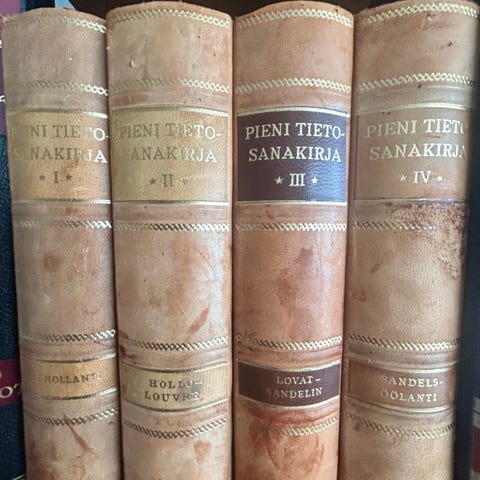 PIENI TIETO-
SANAKIRJA
* I *
HOLLANTI
PIENI TIETO-
SANAKIRJA
* II *
HOLLO-
LOUVRE
PIENI TIETO-
SANAKIRJA
* III *
LOVAT-
SANDELIN
PIENI TIETO-
SANAKIRJA
* IV *
SANDELS-
ÖÖLANTI